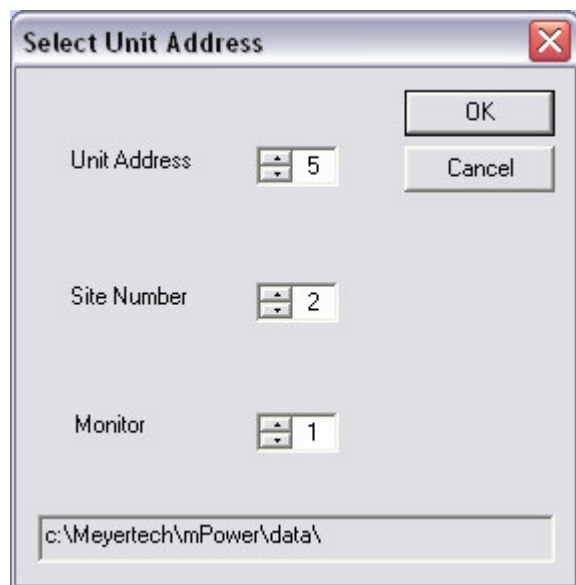 Select Unit Address
OK
Unit Address 5
Cancel
Site Number 2
Monitor 1
c:\Meyertech\mPower\data\